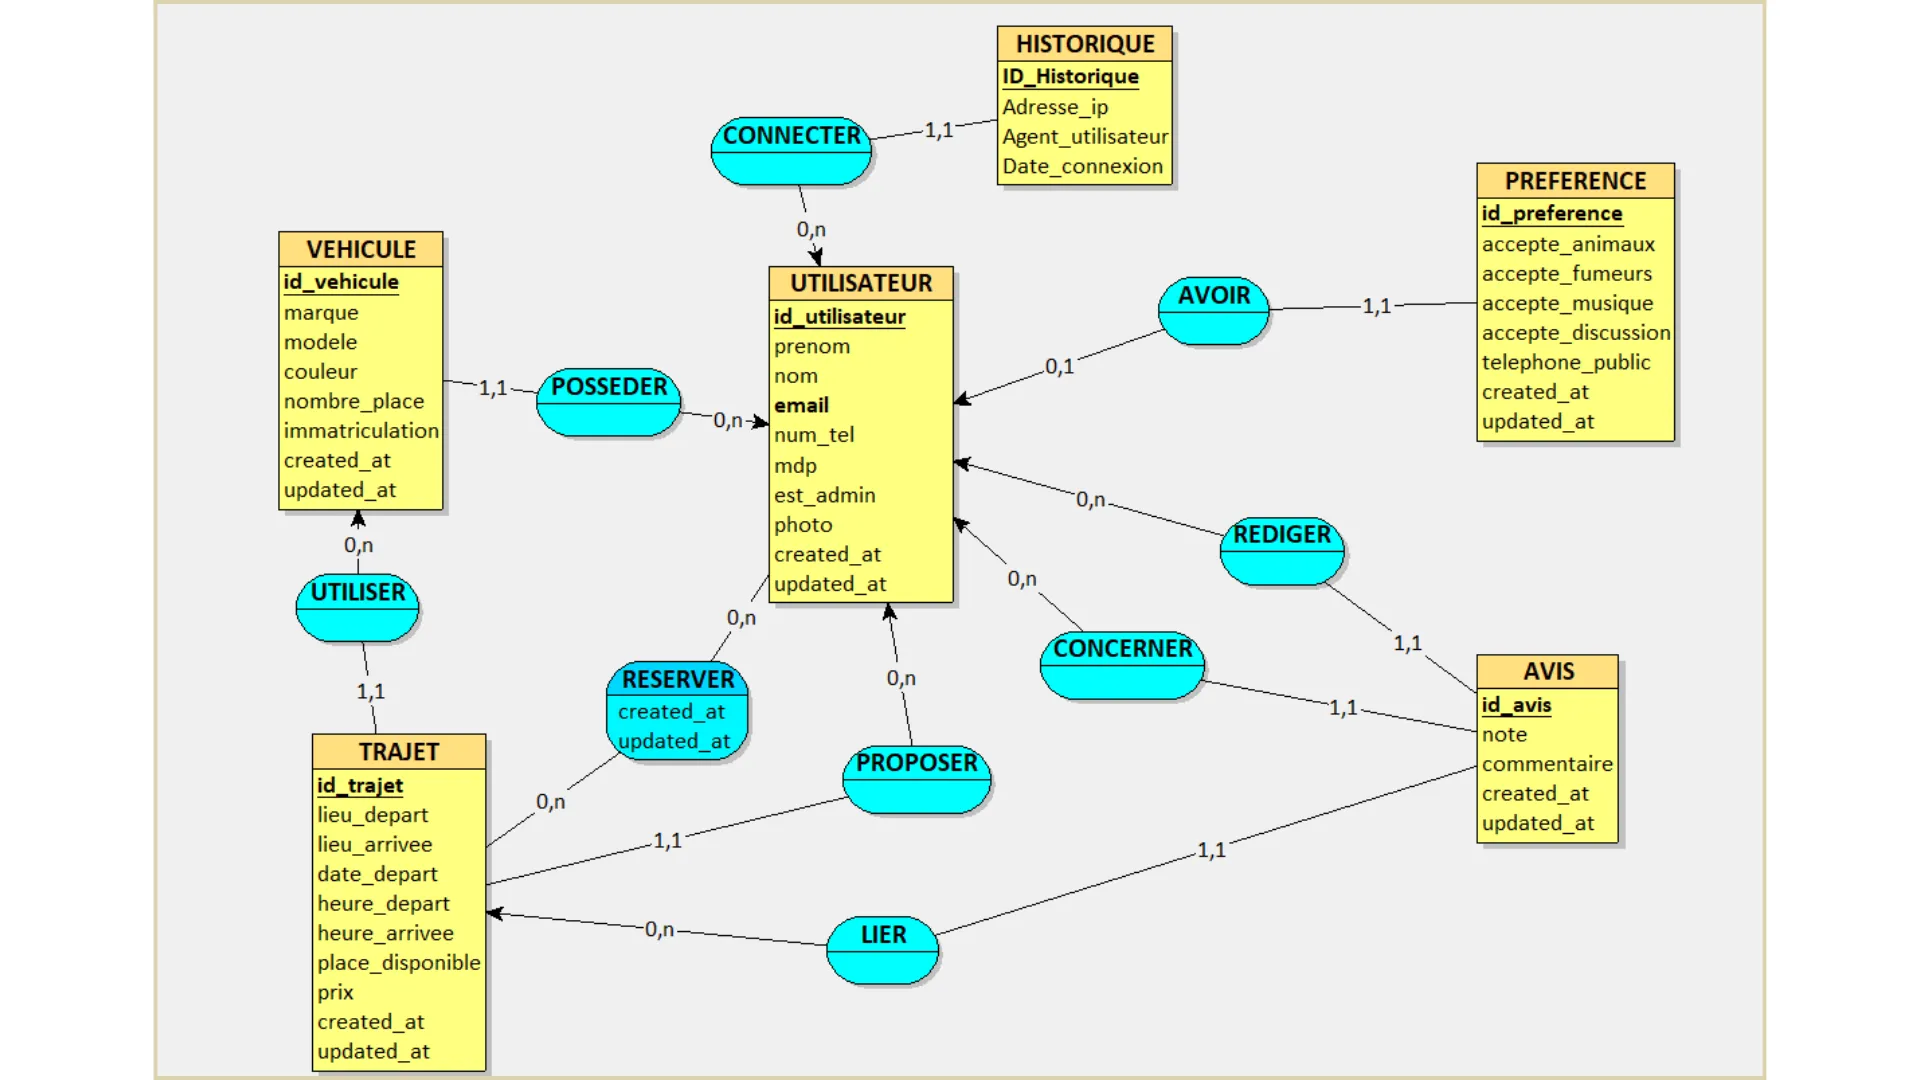 HISTORIQUE
ID_Historique
Adresse_ip
Agent_utilisateur
Date_connexion
CONNECTER
1,1
0,n
PREFERENCE
id_preference
accepte_animaux
accepte_fumeurs
accepte_musique
accepte_discussion
telephone_public
created_at
updated_at
AVOIR
1,1
0,1
VEHICULE
id_vehicule
marque
modele
couleur
nombre_place
immatriculation
created_at
updated_at
POSSEDER
1,1
0,n
UTILISATEUR
id_utilisateur
prenom
nom
email
num_tel
mdp
est_admin
photo
created_at
updated_at
0,n
REDIGER
1,1
0,n
CONCERNER
1,1
0,n
UTILISER
1,1
0,n
RESERVER
created_at
updated_at
0,n
0,n
PROPOSER
1,1
AVIS
id_avis
note
commentaire
created_at
updated_at
TRAJET
id_trajet
lieu_depart
lieu_arrivee
date_depart
heure_depart
heure_arrivee
place_disponible
prix
created_at
updated_at
0,n
LIER
1,1